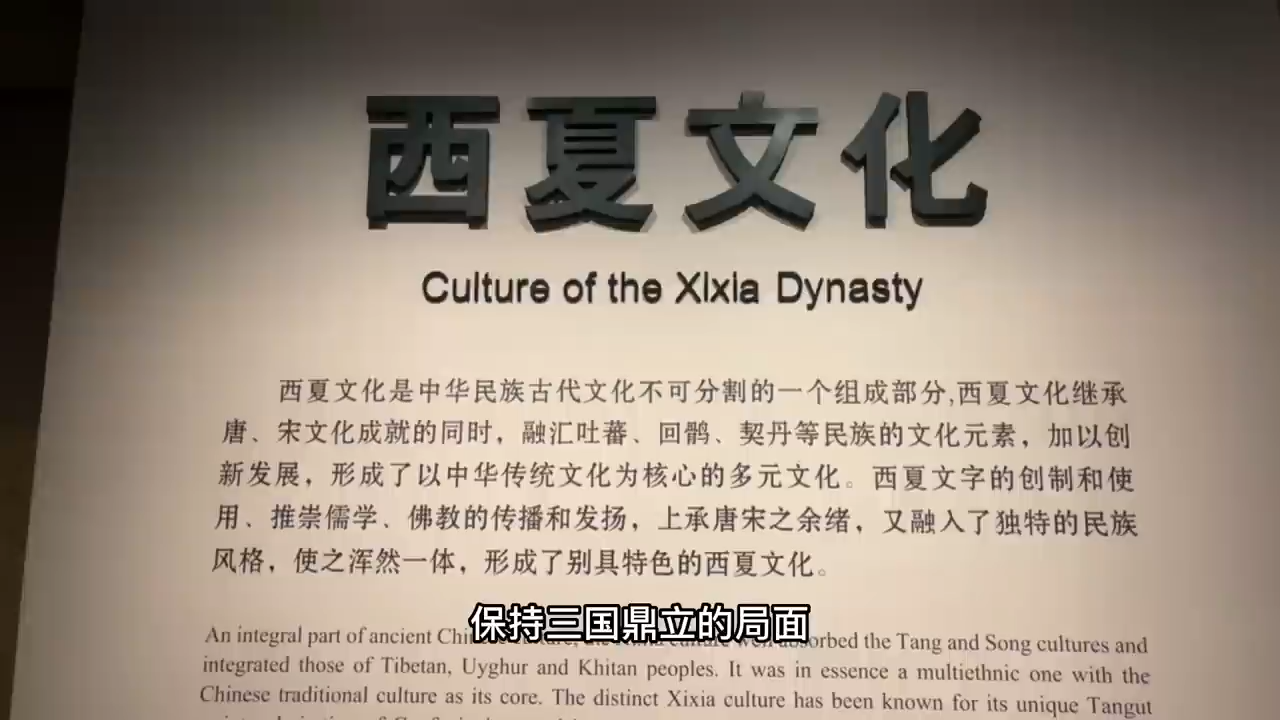 西夏文化
Culture of the Xixia Dynasty
西夏文化是中华民族古代文化不可分割的一个组成部分,西夏文化继承
唐、宋文化成就的同时，融汇吐蕃、回鹘、契丹等民族的文化元素，加以创
新发展，形成了以中华传统文化为核心的多元文化。西夏文字的创制和使
用、推崇儒学、佛教的传播和发扬，上承唐宋之余绪，又融入了独特的民族
风格，使之浑然一体，形成了别具特色的西夏文化。
保持三国鼎立的局面
An integral part of ancient absorbed the Tang and Song cultures and
integrated those of Tibetan, Uyghur and Khitan peoples. It was in essence a multiethnic one with the
Chinese traditional culture as its core. The distinct Xixia culture has been known for its unique Tangut